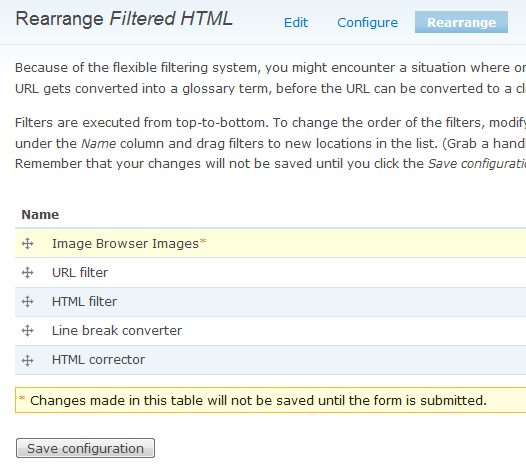 Rearrange Filtered HTML
Edit
Configure
Rearrange
Because of the flexible filtering system, you might encounter a situation where
URL gets converted into a glossary term, before the URL can be converted to a
Filters are executed from top-to-bottom. To change the order of the filters, modify
under the Name column and drag filters to new locations in the list. (Grab a
Remember that your changes will not be saved until you click the Save
Name
Image Browser Images*
URL filter
HTML filter
Line break converter
HTML corrector
* Changes made in this table will not be saved until the form is submitted.
Save configuration